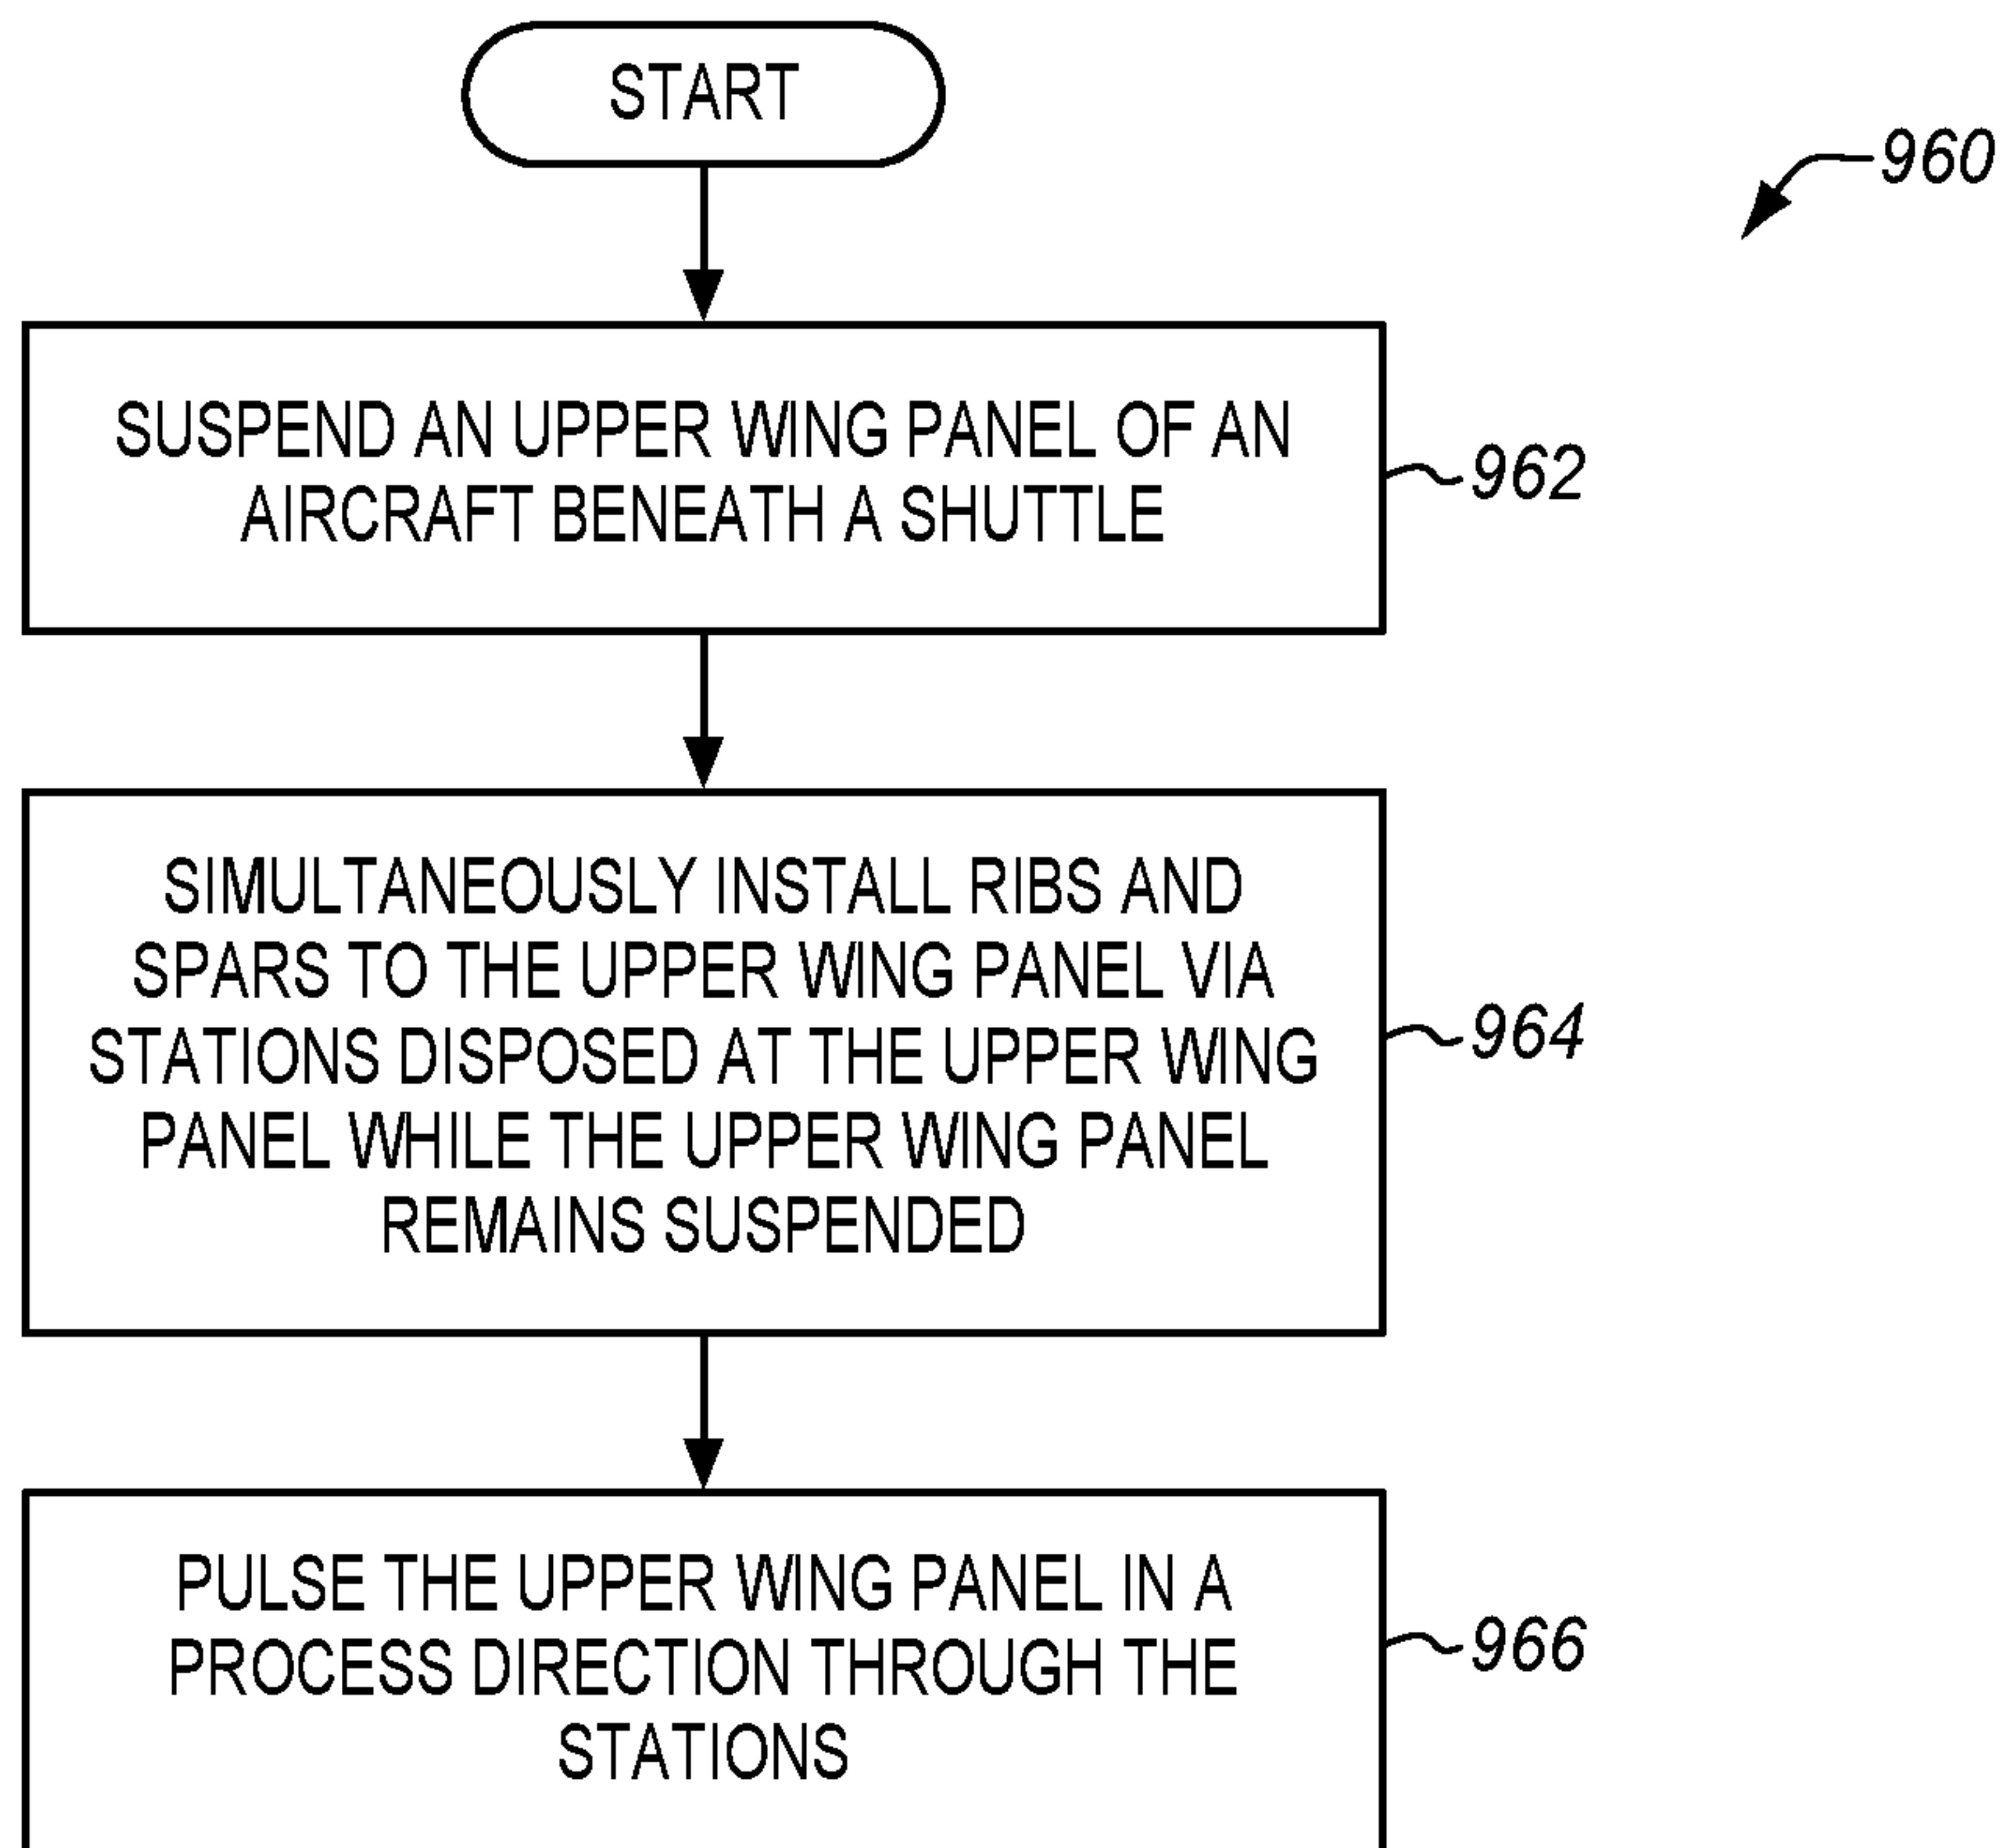 START
960
SUSPEND AN UPPER WING PANEL OF AN
AIRCRAFT BENEATH A SHUTTLE
962
SIMULTANEOUSLY INSTALL RIBS AND
SPARS TO THE UPPER WING PANEL VIA
STATIONS DISPOSED AT THE UPPER WING
PANEL WHILE THE UPPER WING PANEL
REMAINS SUSPENDED
964
PULSE THE UPPER WING PANEL IN A
PROCESS DIRECTION THROUGH THE
STATIONS
966